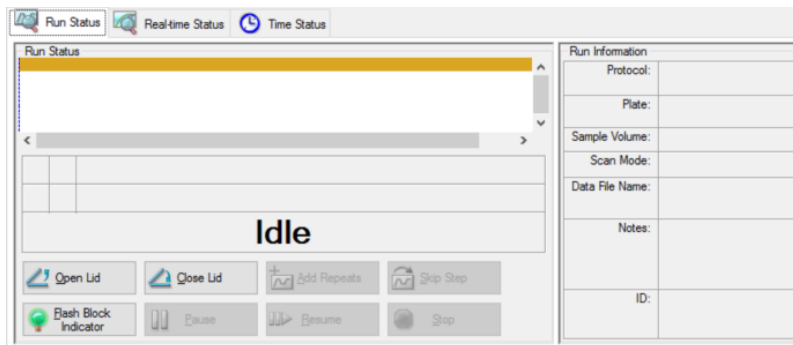 Run Status Real-time Status Time Status
Run Status
Idle
Open Lid Close Lid Add Repeats Skip Step
Flash Block
Indicator
Pause Resume Stop
Run Information
Protocol:
Plate:
Sample Volume:
Scan Mode:
Data File Name:
Notes:
ID: